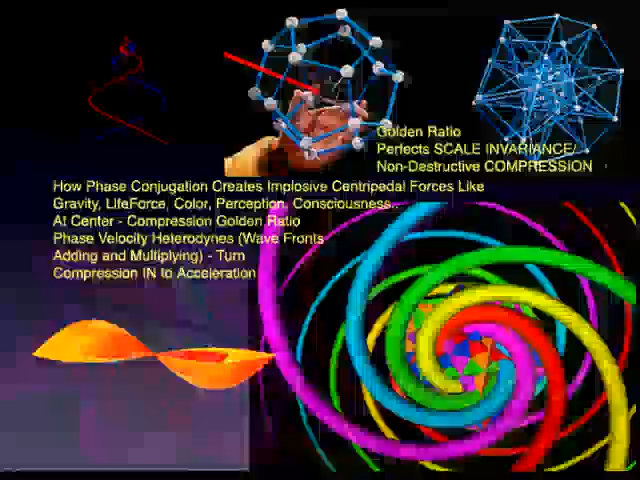 Golden Ratio
Perfects SCALE INVARIANCE/
Non-Destructive COMPRESSION
How Phase Conjugation Creates Implosive Centripedal Forces Like
Gravity, LifeForce, Color, Perception, Consciousness..
At Center - Compression Golden Ratio
Phase Velocity Heterodynes (Wave Fronts
Adding and Multiplying) - Turn
Compression IN to Acceleration